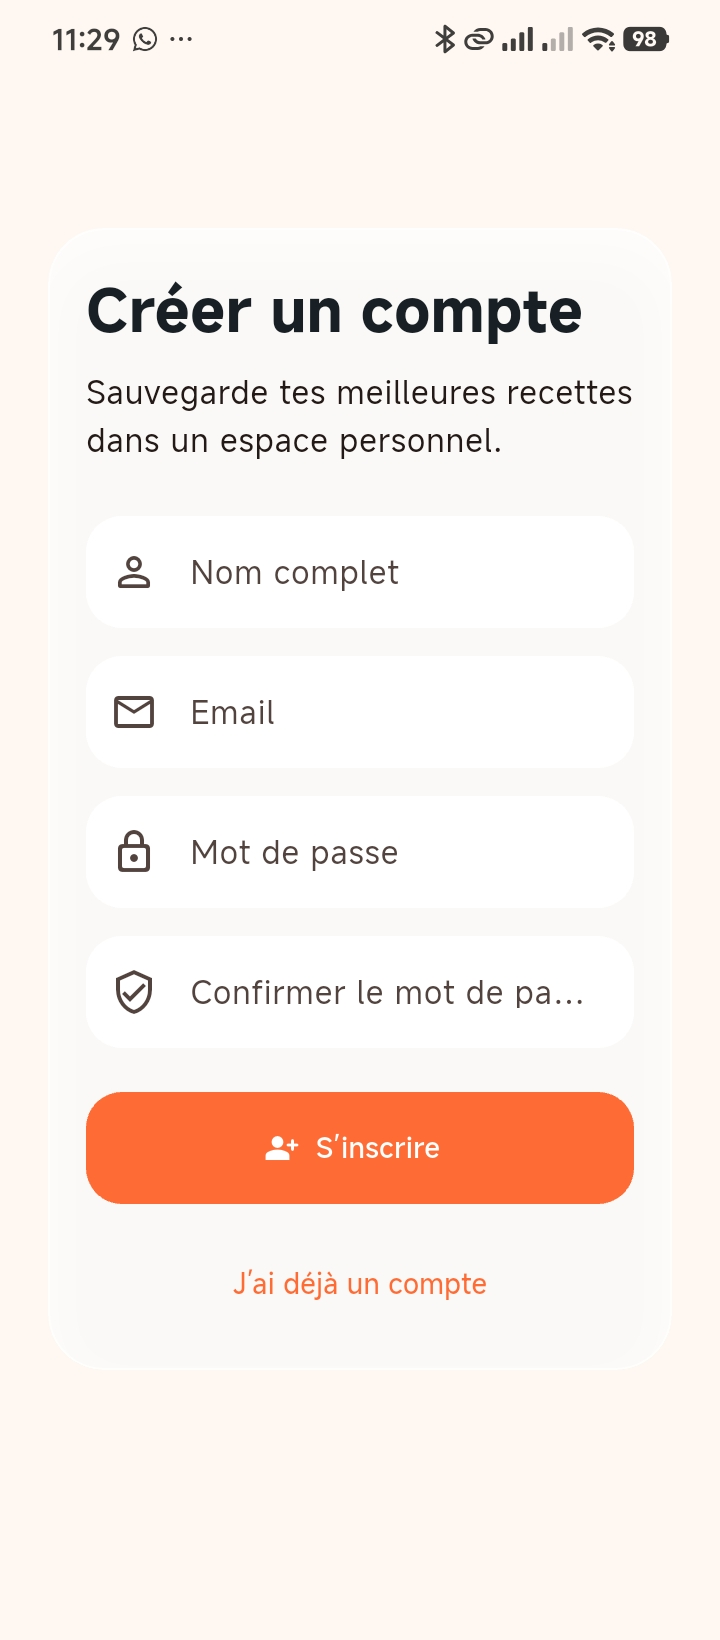 11:29 ...
98
Créer un compte
Sauvegarde tes meilleures recettes
dans un espace personnel.
Nom complet
Email
Mot de passe
Confirmer le mot de pa...
S'inscrire
J'ai déjà un compte